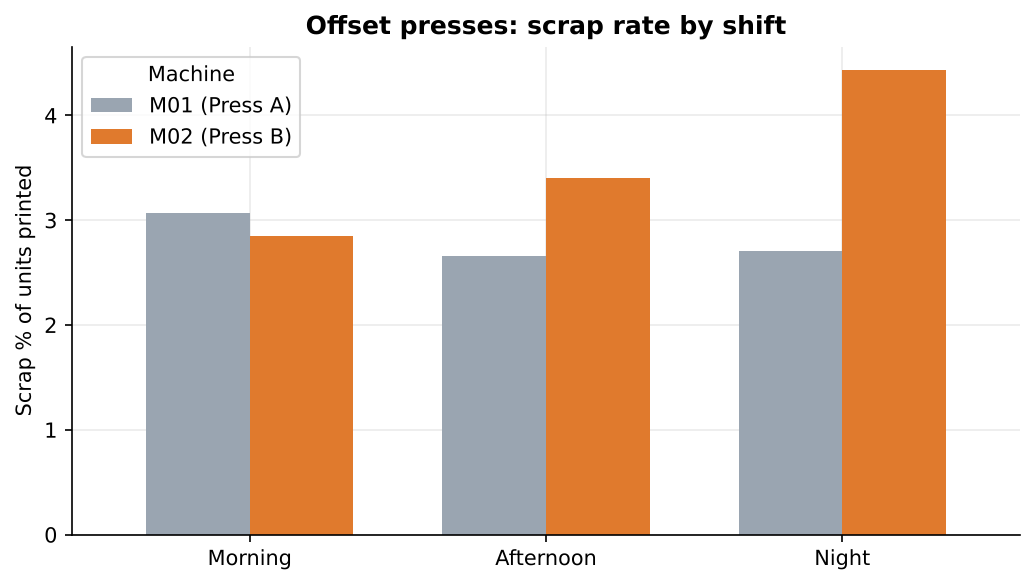 Offset presses: scrap rate by shift
Machine
M01 (Press A)
M02 (Press B)
Scrap % of units printed
4
3
2
1
0
Morning
Afternoon
Night